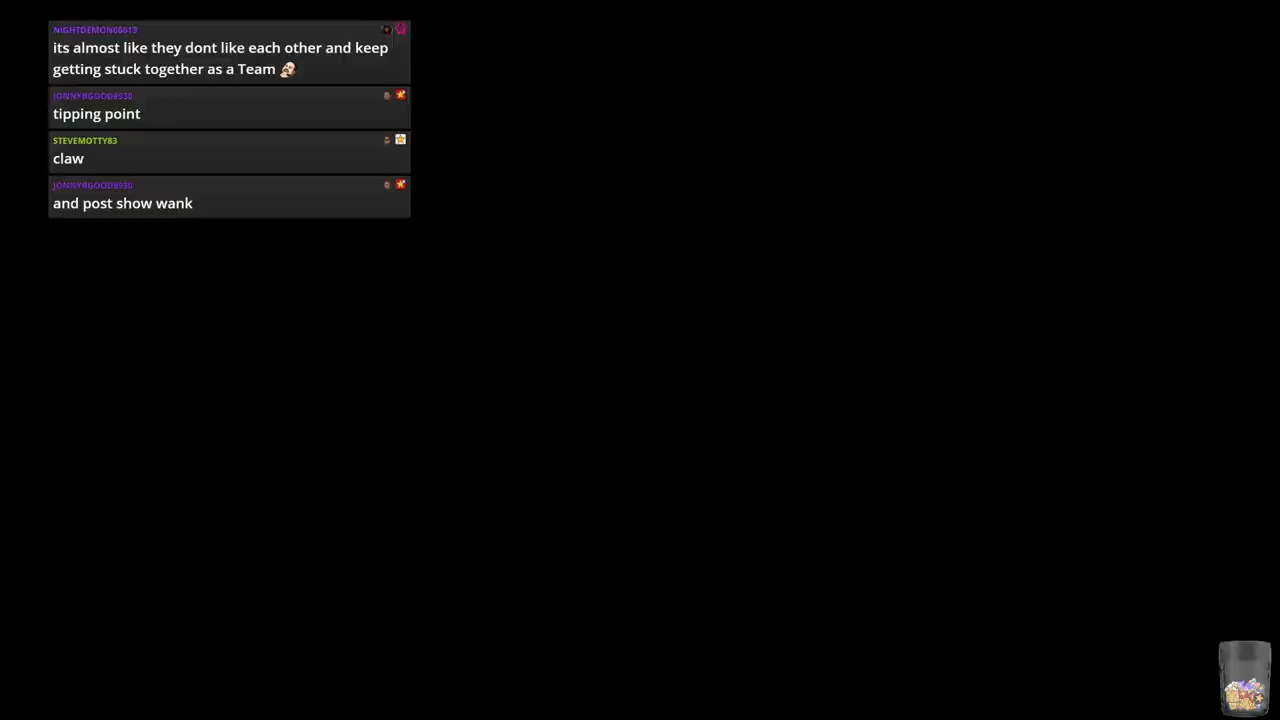 NIGHTDEMON66613
its almost like they dont like each other and keep
getting stuck together as a Team
JONNYBGOOD8930
tipping point
STEVEMOTTY83
claw
JONNYBGOOD8930
and post show wank